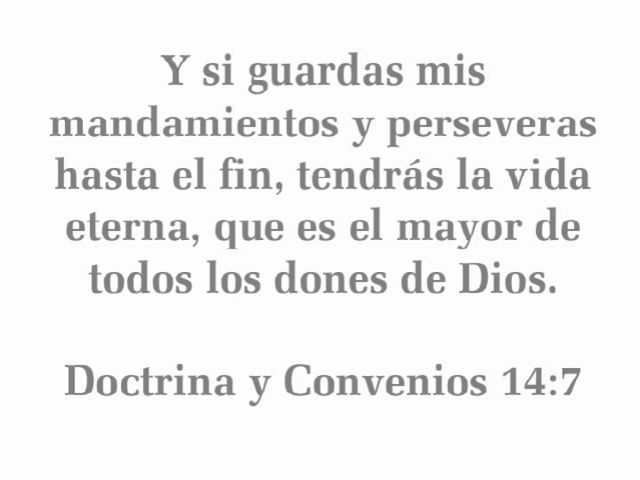 Y si guardas mis
mandamientos y perseveras
hasta el fin, tendrás la vida
eterna, que es el mayor de
todos los dones de Dios.
Doctrina y Convenios 14:7